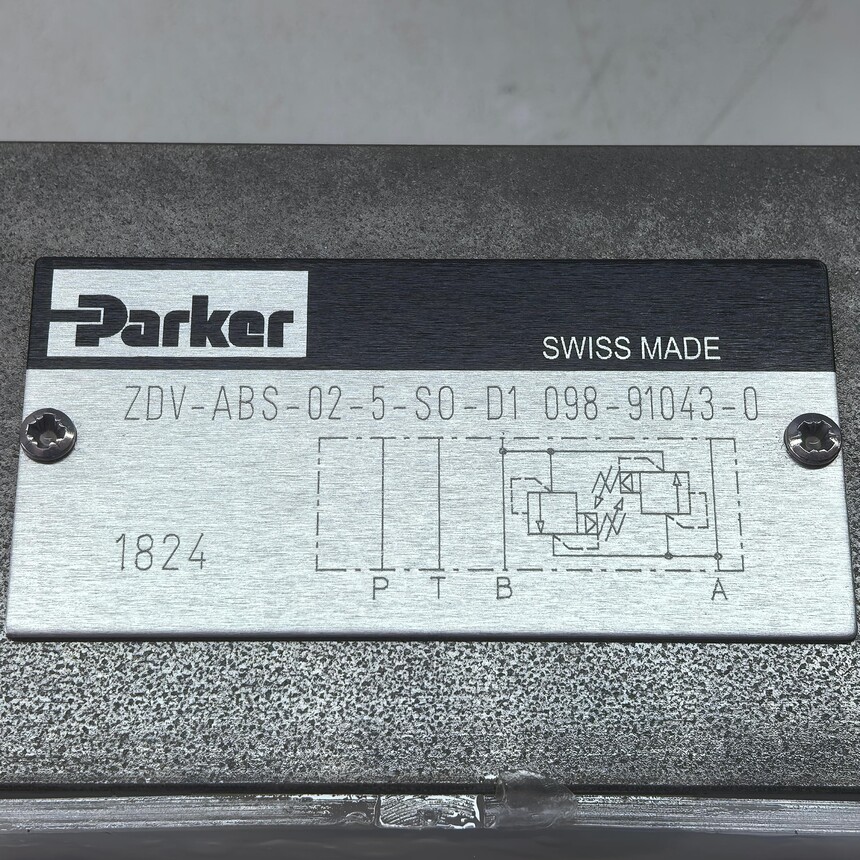 Parker
SWISS MADE
ZDV-ABS-02-5-S0-D1 098-91043-0
1824
P T B A